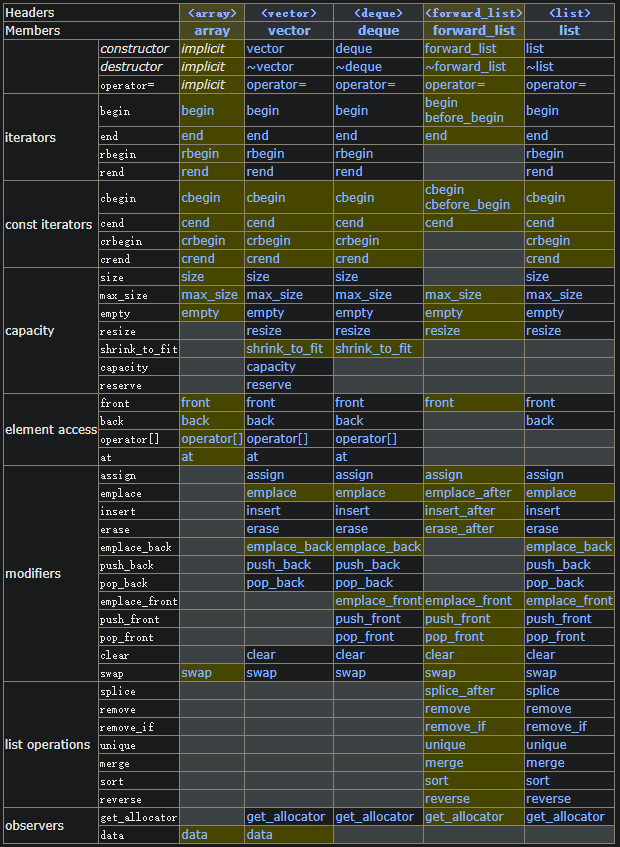 Headers <array> <vector> <deque> <forward_list> <list>
Members array vector deque forward_list list
constructor implicit vector deque forward_list list
destructor implicit ~vector ~deque ~forward_list ~list
operator= implicit operator= operator= operator= operator=
iterators
begin begin begin begin begin before_begin begin
end end end end end end
rbegin rbegin rbegin rbegin rbegin
rend rend rend rend rend
const iterators
cbegin cbegin cbegin cbegin cbegin cbefore_begin cbegin
cend cend cend cend cend cend
crbegin crbegin crbegin crbegin crbegin
crend crend crend crend crend
capacity
size size size size size
max_size max_size max_size max_size max_size max_size
empty empty empty empty empty empty
resize resize resize resize resize
shrink_to_fit shrink_to_fit shrink_to_fit
capacity capacity
reserve reserve
element access
front front front front front front
back back back back back
operator[] operator[] operator[] operator[]
at at at at
modifiers
assign assign assign assign assign
emplace emplace emplace emplace_after emplace
insert insert insert insert_after insert
erase erase erase erase_after erase
emplace_back emplace_back emplace_back emplace_back
push_back push_back push_back push_back
pop_back pop_back pop_back pop_back
emplace_front emplace_front emplace_front emplace_front
push_front push_front push_front push_front
pop_front pop_front pop_front pop_front
clear clear clear clear clear
swap swap swap swap swap swap
list operations
splice splice_after splice
remove remove remove
remove_if remove_if remove_if
unique unique unique
merge merge merge
sort sort sort
reverse reverse reverse
observers
get_allocator get_allocator get_allocator get_allocator get_allocator
data data data